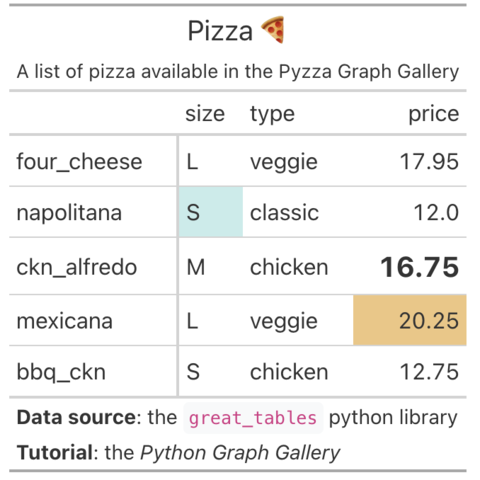 Pizza 🍕
A list of pizza available in the Pyzza Graph Gallery
size type price
four_cheese L veggie 17.95
napolitana S classic 12.0
ckn_alfredo M chicken 16.75
mexicana L veggie 20.25
bbq_ckn S chicken 12.75
Data source: the great_tables python library
Tutorial: the Python Graph Gallery